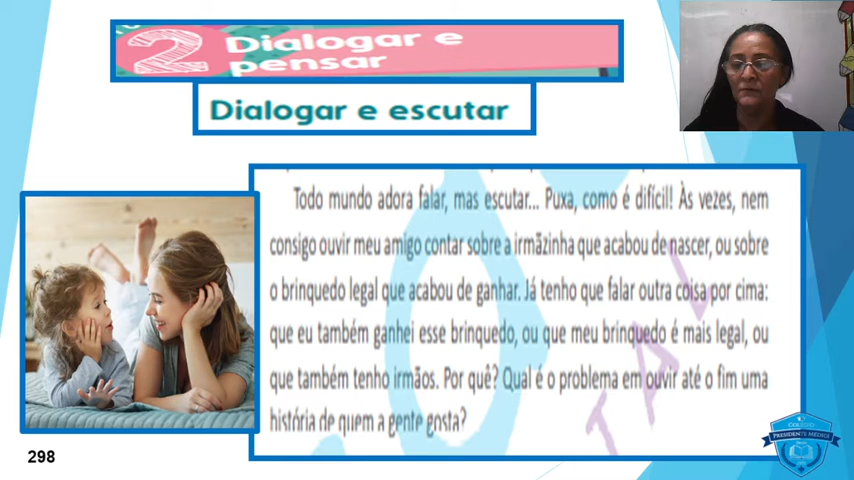 2 Dialogar e
pensar
Dialogar e escutar
Todo mundo adora falar, mas escutar... Puxa, como é difícil! Às vezes, nem
consigo ouvir meu amigo contar sobre a irmãzinha que acabou de nascer, ou sobre
o brinquedo legal que acabou de ganhar. Já tenho que falar outra coisa por cima:
que eu também ganhei esse brinquedo, ou que meu brinquedo é mais legal, ou
que também tenho irmãos. Por quê? Qual é o problema em ouvir até o fim uma
história de quem a gente gosta?
TAL
298
COLÉGIO
PRESIDENTE MÉDICI